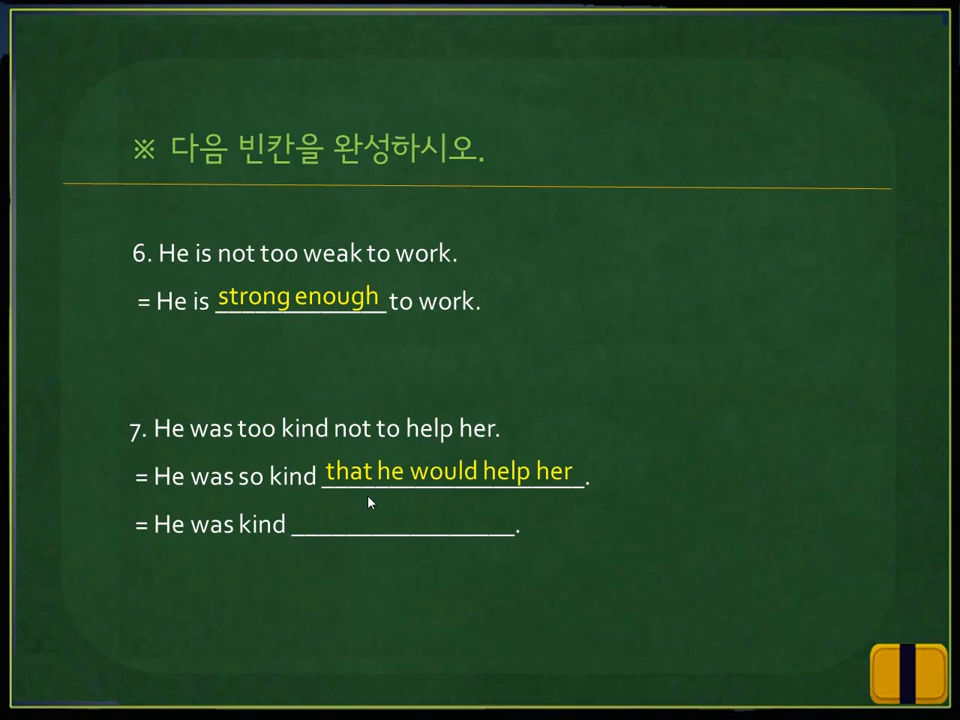 ※ 다음 빈칸을 완성하시오.
6. He is not too weak to work.
= He is strong enough to work.
7. He was too kind not to help her.
= He was so kind that he would help her.
= He was kind ________________.